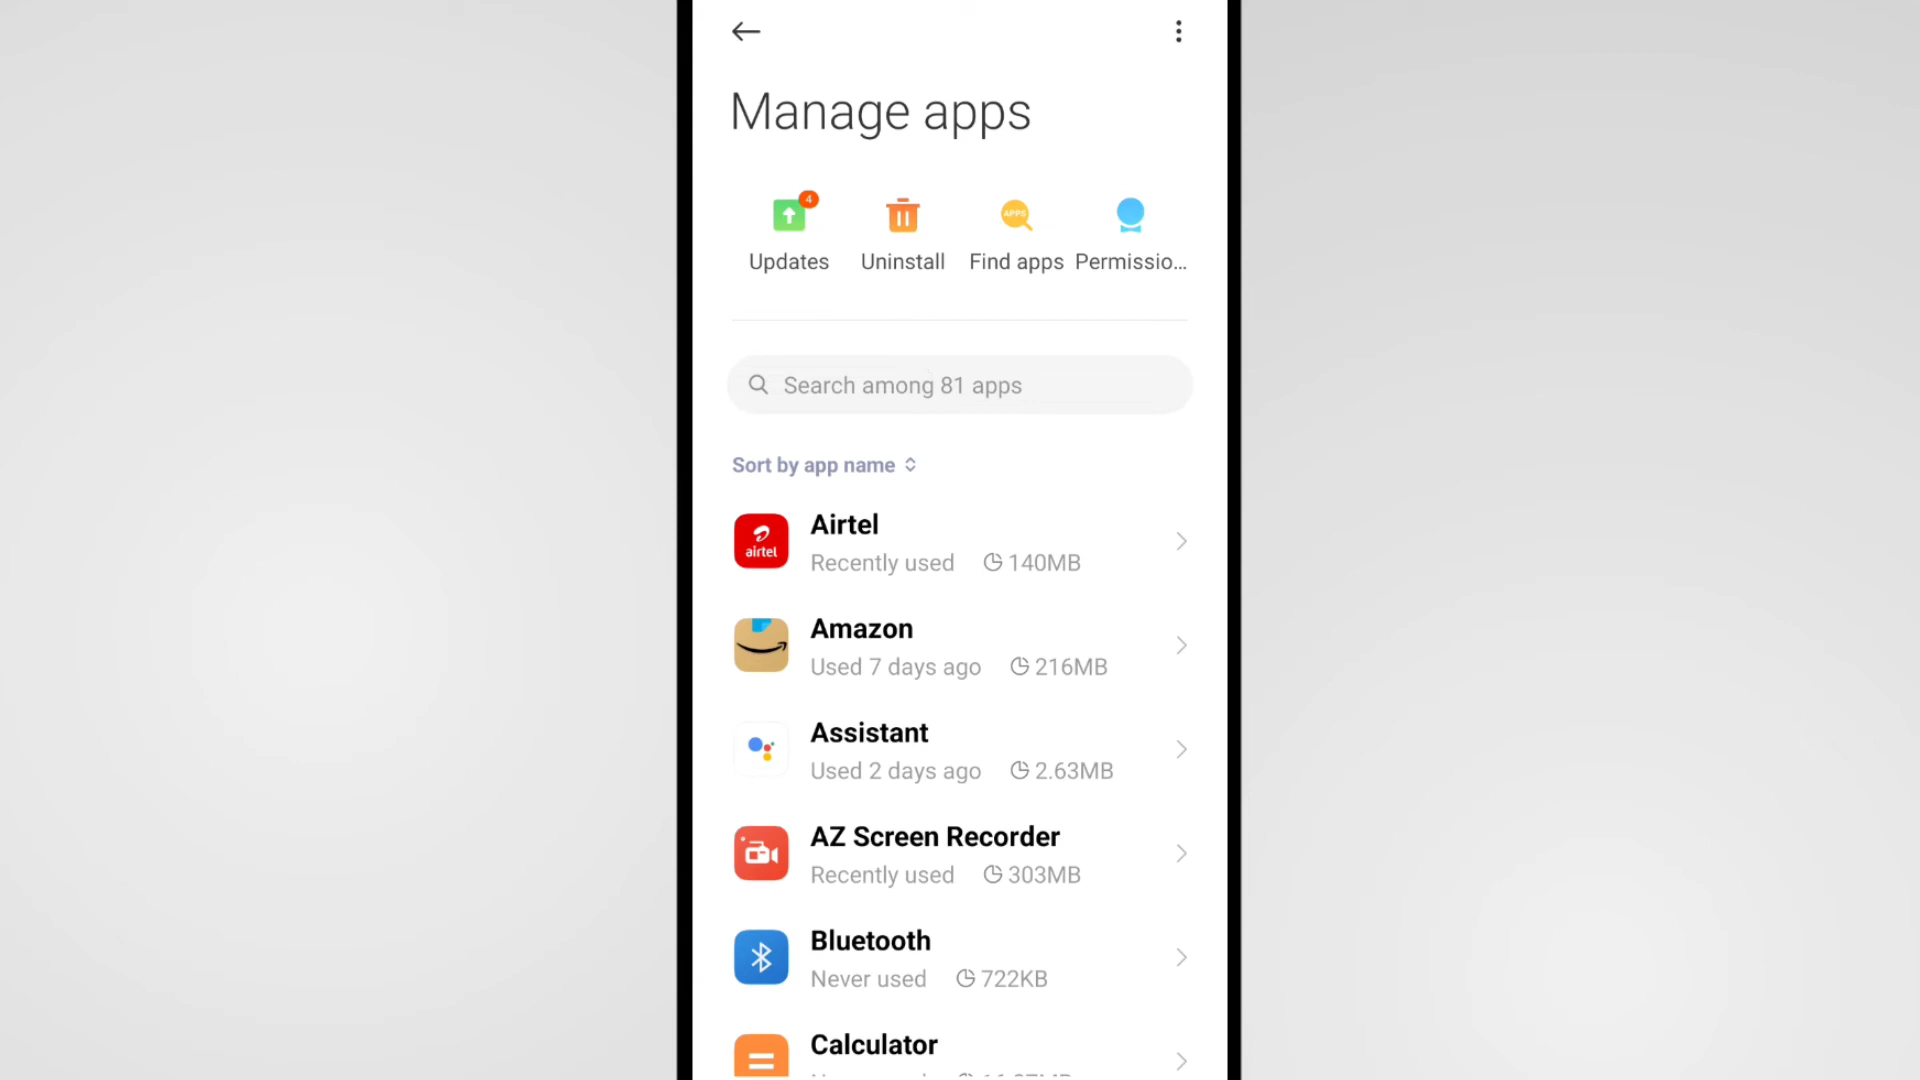 Manage apps
4
APPS
Updates Uninstall Find apps Permissio...
Search among 81 apps
Sort by app name
airtel
Airtel
Recently used 140MB
Amazon
Used 7 days ago 216MB
Assistant
Used 2 days ago 2.63MB
AZ Screen Recorder
Recently used 303MB
Bluetooth
Never used 722KB
Calculator